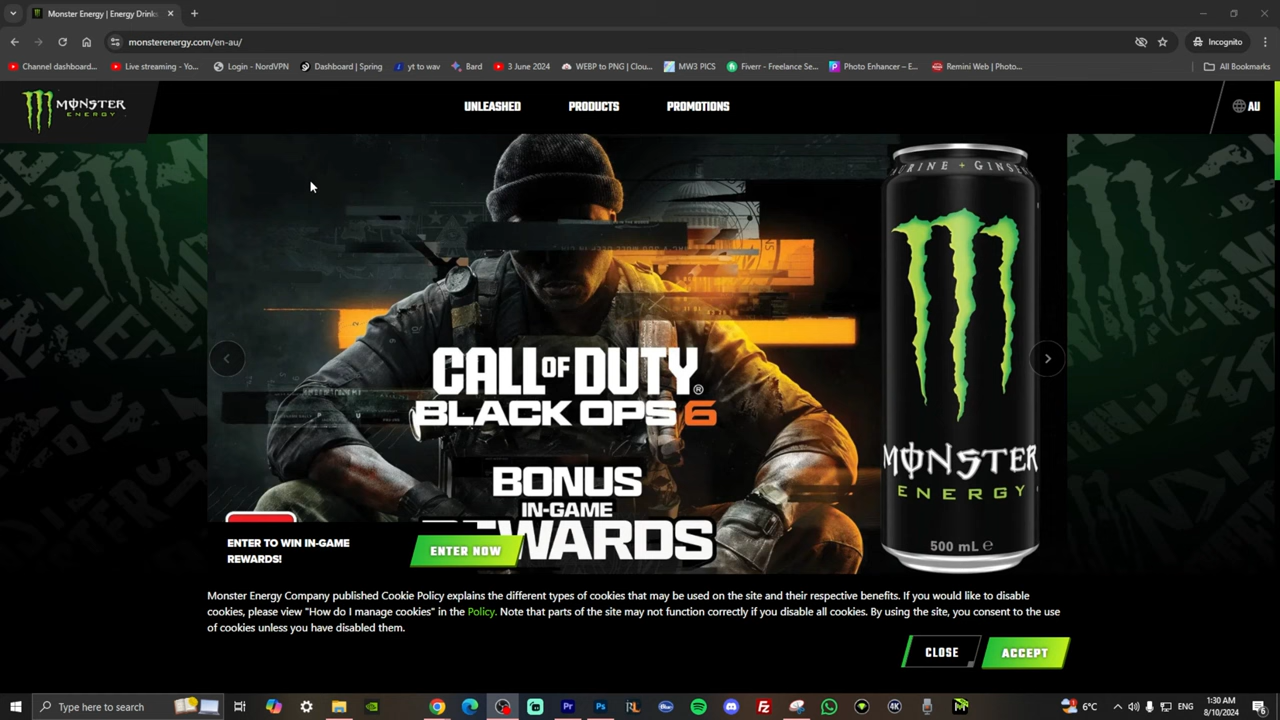 Monster Energy | Energy Drinks
monsterenergy.com/en-au/
Incognito
Channel dashboard...
Live streaming - Yo...
Login - NordVPN
Dashboard | Spring
yt to wav
Bard
3 June 2024
WEBP to PNG | Clou...
MW3 PICS
Fiverr - Freelance Se...
Photo Enhancer – E...
Remini Web | Photo...
All Bookmarks
MONSTER
ENERGY
UNLEASHED
PRODUCTS
PROMOTIONS
AU
CALL OF DUTY®
BLACK OPS 6
BONUS
IN-GAME
REWARDS
MONSTER
ENERGY
500 mL ℮
ENTER TO WIN IN-GAME
REWARDS!
ENTER NOW
Monster Energy Company published Cookie Policy explains the different types of cookies that may be used on the site and their respective benefits. If you would like to disable
cookies, please view "How do I manage cookies" in the Policy. Note that parts of the site may not function correctly if you disable all cookies. By using the site, you consent to the use
of cookies unless you have disabled them.
CLOSE
ACCEPT
Type here to search
6°C
ENG
1:30 AM
8/10/2024